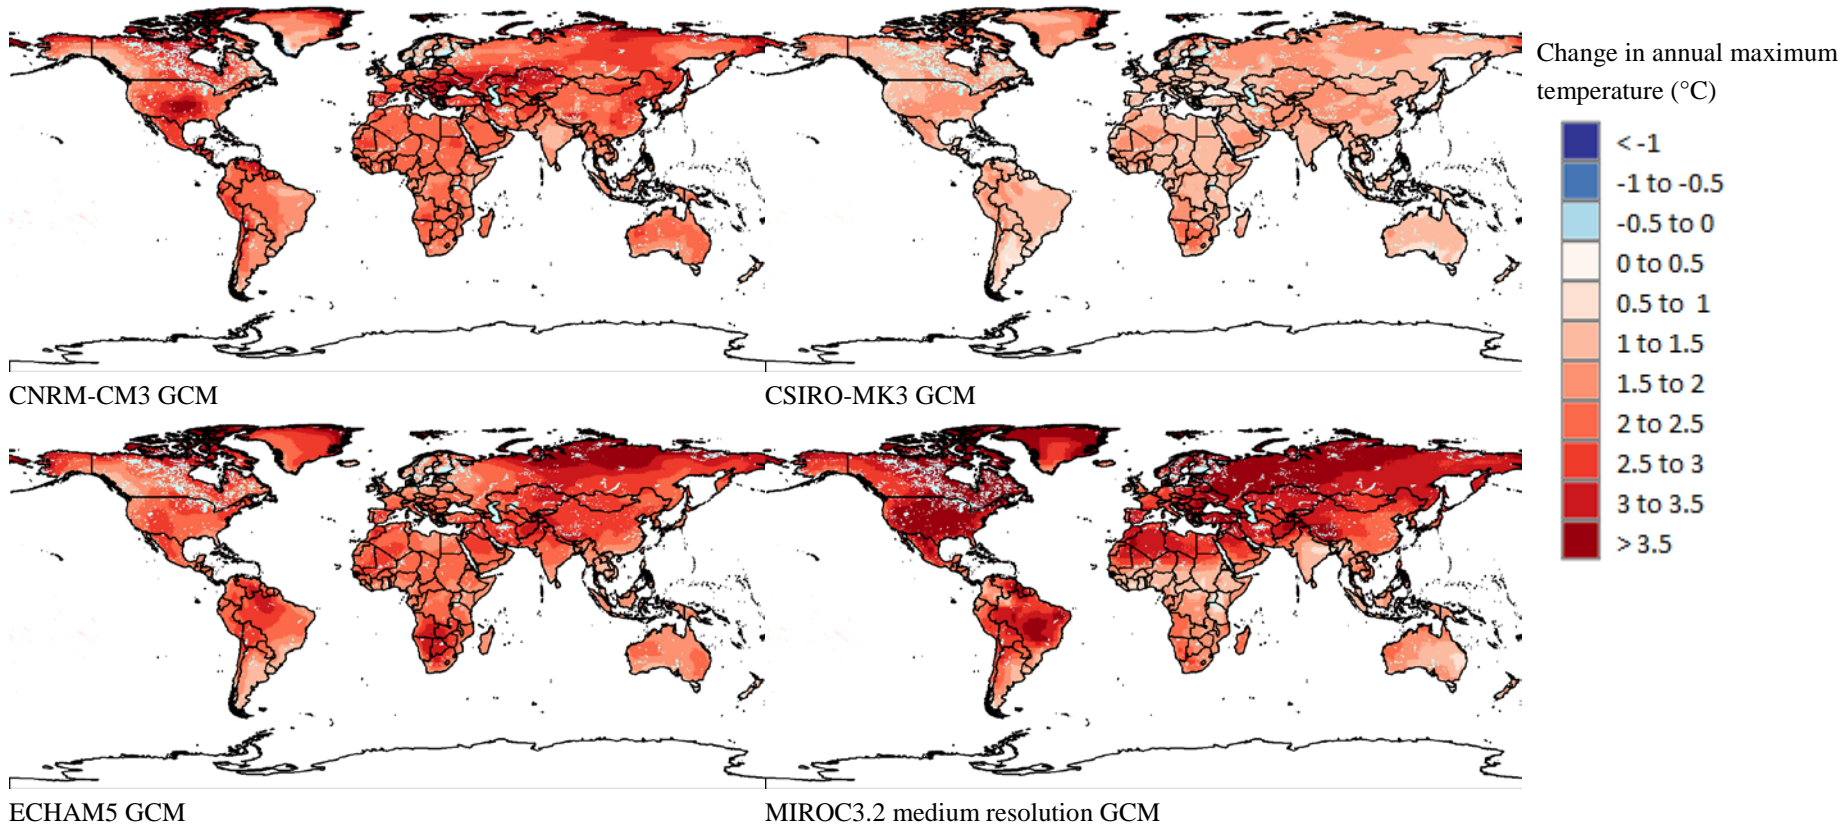 Change in annual maximum
temperature (°C)
< -1
-1 to -0.5
-0.5 to 0
0 to 0.5
0.5 to 1
1 to 1.5
1.5 to 2
2 to 2.5
2.5 to 3
3 to 3.5
> 3.5
CNRM-CM3 GCM
CSIRO-MK3 GCM
ECHAM5 GCM
MIROC3.2 medium resolution GCM